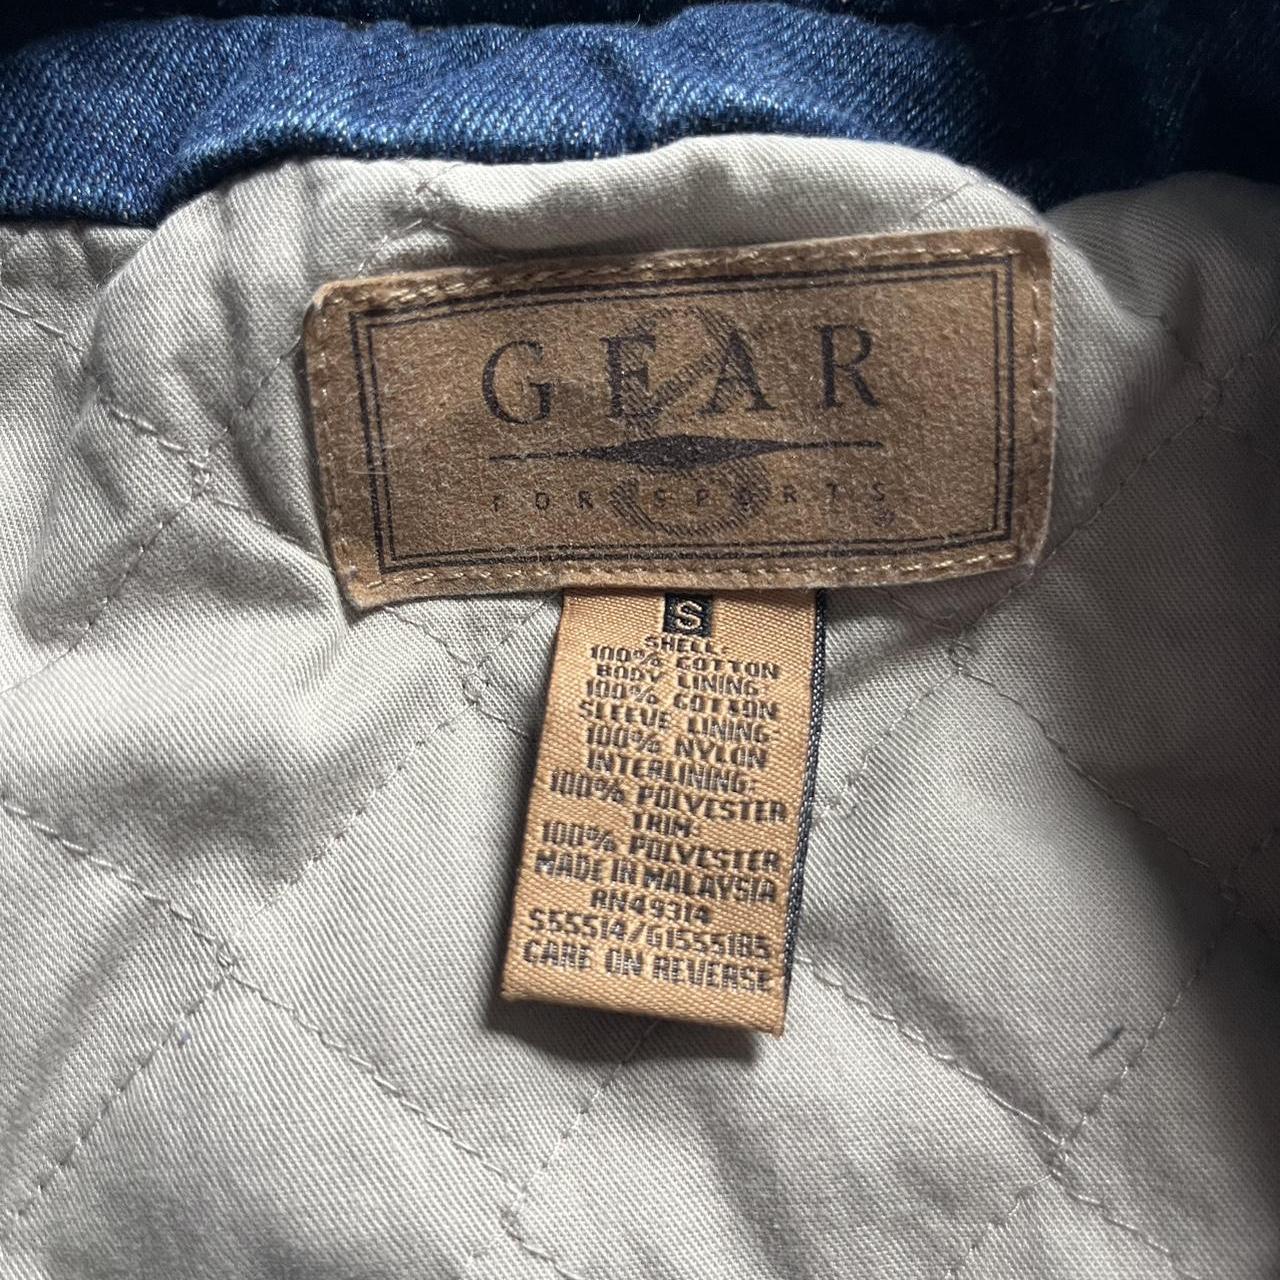 GEAR
FOR SPORTS
S
SHELL:
100% COTTON
BODY LINING:
100% COTTON
SLEEVE LINING:
100% NYLON
INTERLINING:
100% POLYESTER
TRIM:
100% POLYESTER
MADE IN MALAYSIA
RN49314
S55514/G1555185
CARE ON REVERSE